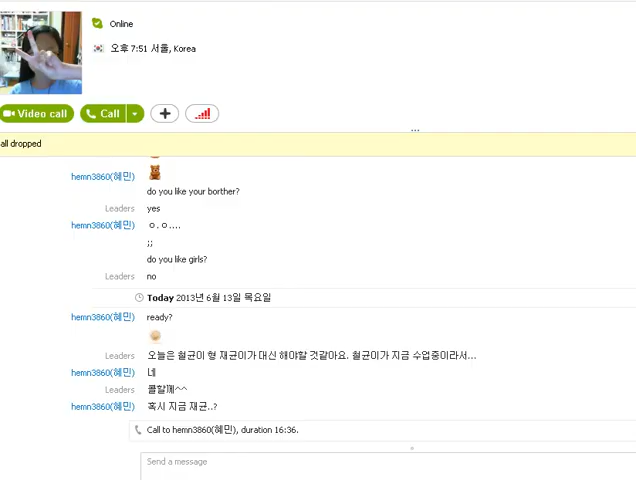 Online
오후 7:51 서울, Korea
Video call
Call
all dropped
hemn3860(혜민)
do you like your borther?
Leaders yes
hemn3860(혜민) ㅇ.ㅇ....
;;
do you like girls?
Leaders no
Today 2013년 6월 13일 목요일
hemn3860(혜민) ready?
Leaders 오늘은 철균이 형 재균이가 대신 해야할 것같아요. 철균이가 지금 수업중이라서...
hemn3860(혜민) 네
Leaders 콜할께^^
hemn3860(혜민) 혹시 지금 재균..?
Call to hemn3860(혜민), duration 16:36.
Send a message